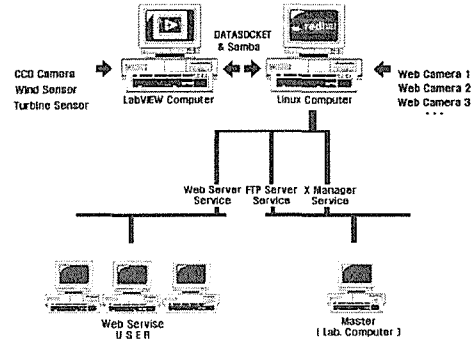 DATASOCKET
& Samba
redhat
CCD Camera
Wind Sensor
Turbine Sensor
LabVIEW Computer
Linux Computer
Web Camera 1
Web Camera 2
Web Camera 3
...
Web Server
Service
FTP Server
Service
X Manager
Service
Web Servise
U S E R
Master
[ Lab. Computer ]